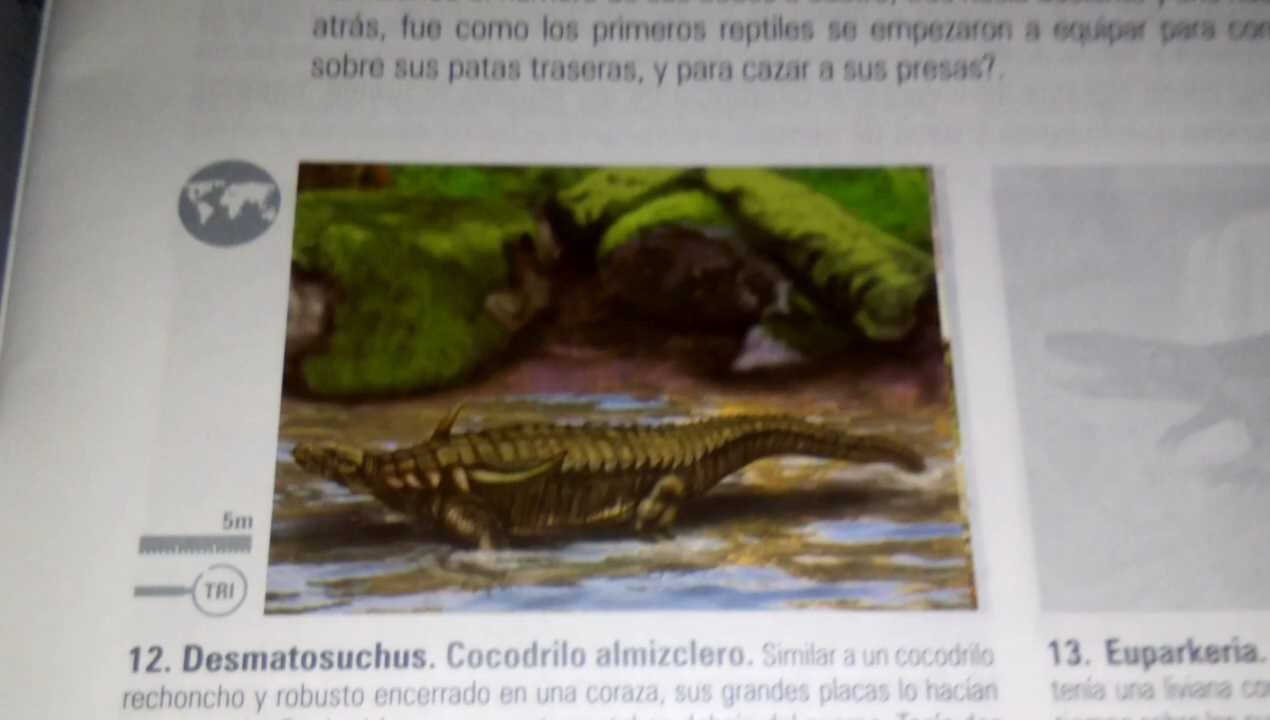 atrás, fue como los primeros reptiles se empezaron a equipar para
sobre sus patas traseras, y para cazar a sus presas?.
5m
TRI
12. Desmatosuchus. Cocodrilo almizclero. Similar a un cocodrilo
rechoncho y robusto encerrado en una coraza, sus grandes placas lo hacían
13. Euparkeria.
tenía una liviana